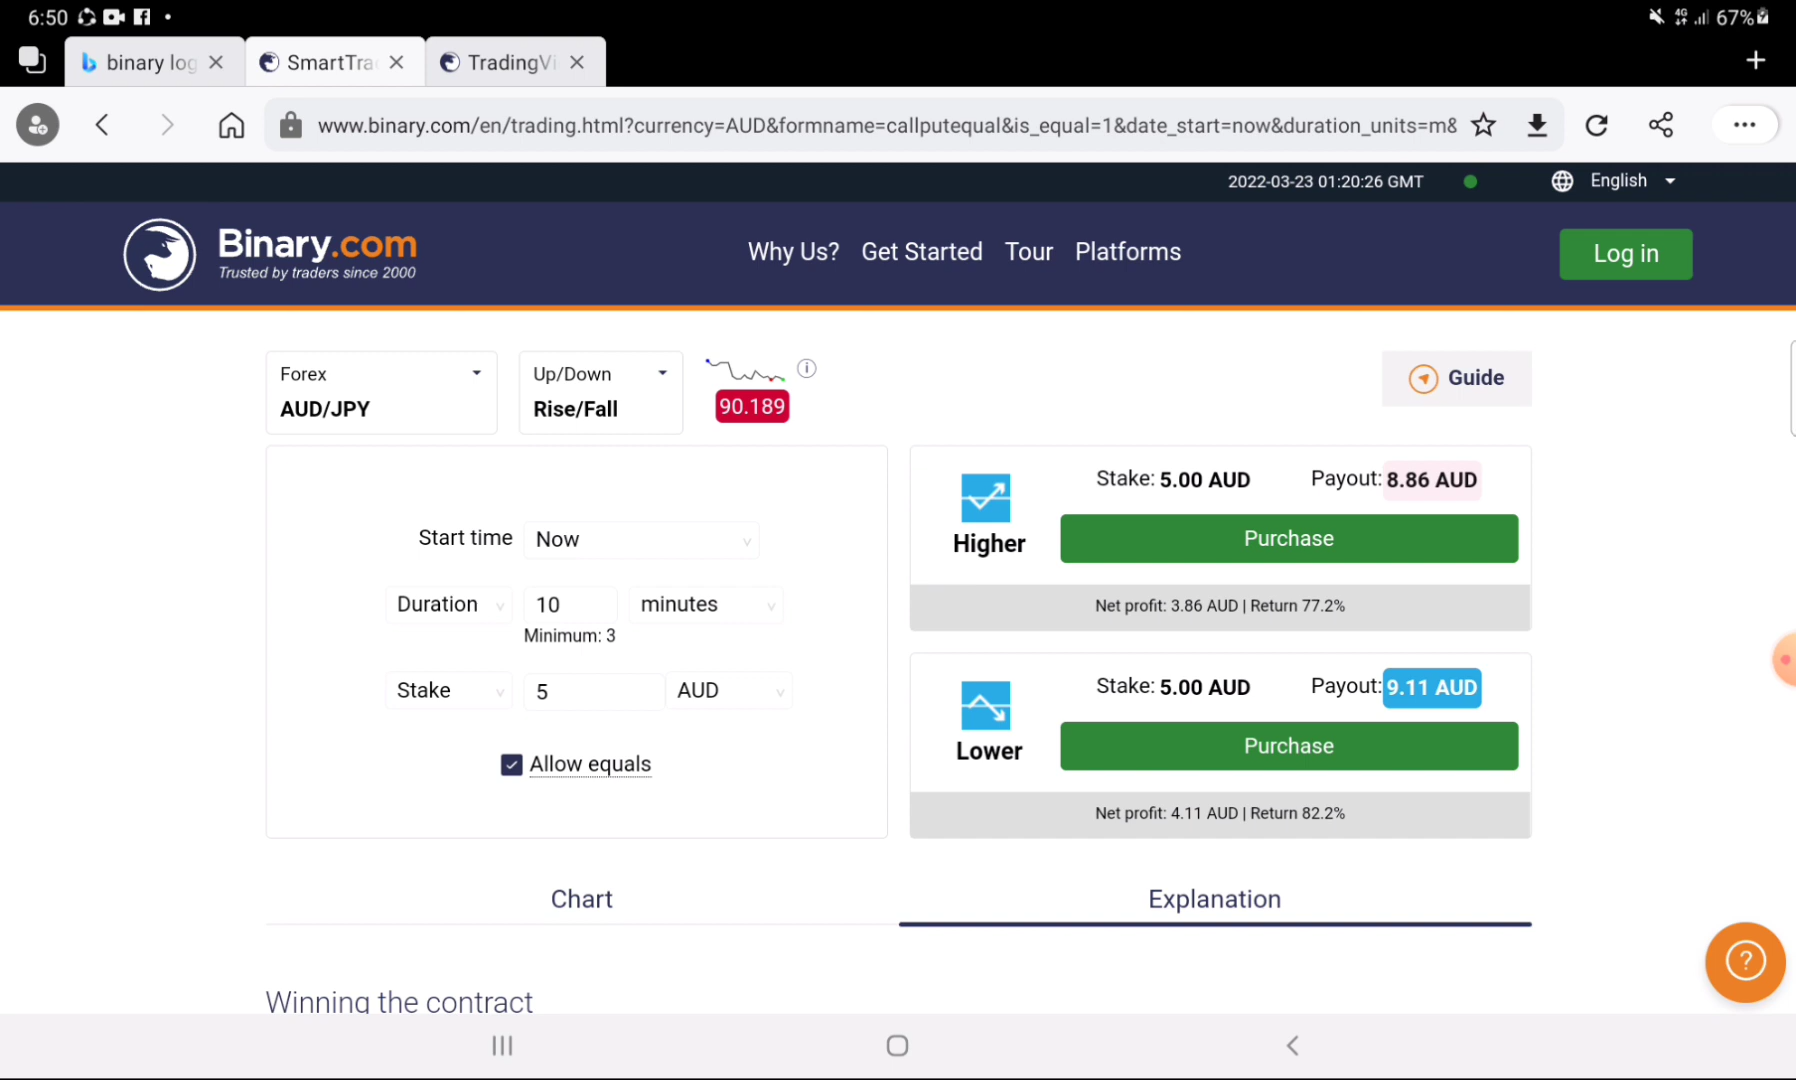 6:50
4G 67%
binary log
SmartTra
TradingVi
www.binary.com/en/trading.html?currency=AUD&formname=callputequal&is_equal=1&date_start=now&duration_units=m&
2022-03-23 01:20:26 GMT
English
Binary.com
Trusted by traders since 2000
Why Us? Get Started Tour Platforms
Log in
Forex
AUD/JPY
Up/Down
Rise/Fall
90.189
Guide
Start time Now
Duration 10 minutes
Minimum: 3
Stake 5 AUD
Allow equals
Higher
Stake: 5.00 AUD Payout: 8.86 AUD
Purchase
Net profit: 3.86 AUD | Return 77.2%
Lower
Stake: 5.00 AUD Payout: 9.11 AUD
Purchase
Net profit: 4.11 AUD | Return 82.2%
Chart
Explanation
Winning the contract